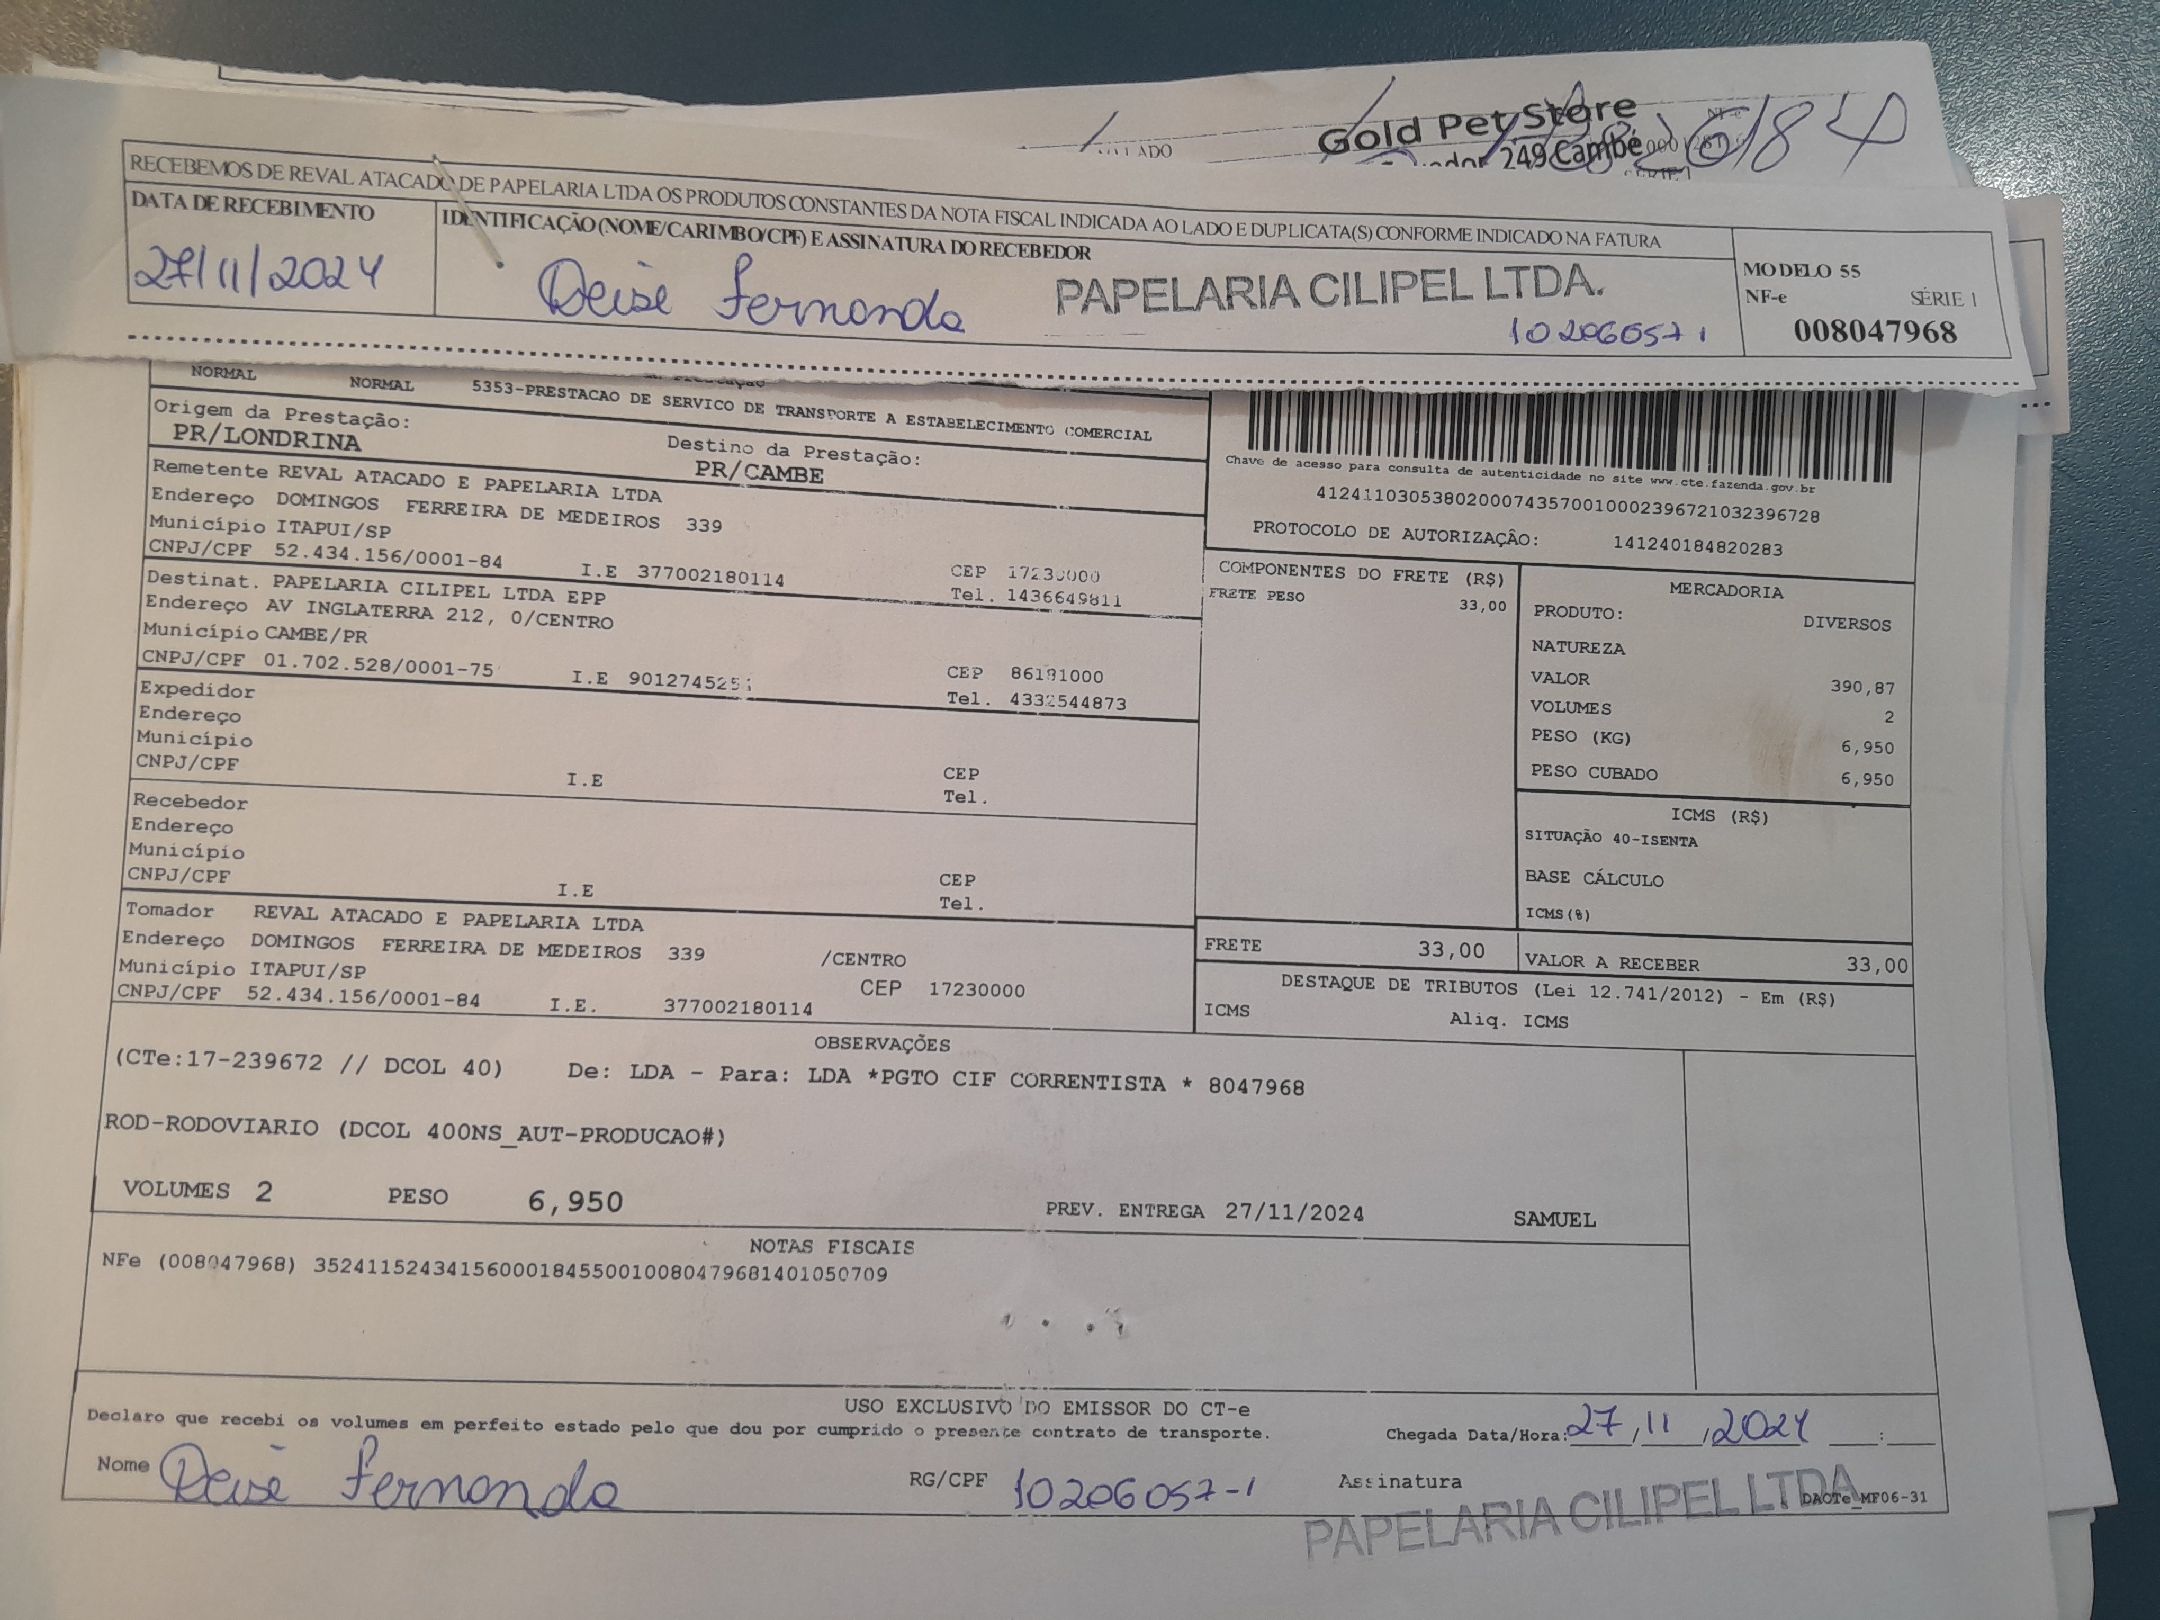 LADO
Gold Pet Store
249 Cambé
RECEBEMOS DE REVAL ATACADO DE PAPELARIA LTDA OS PRODUTOS CONSTANTES DA NOTA FISCAL INDICADA AO LADO E DUPLICATA(S) CONFORME INDICADO NA FATURA
DATA DE RECEBIMENTO
27/11/2024
IDENTIFICAÇÃO (NOME/CARIMBO/CPF) E ASSINATURA DO RECEBEDOR
Deise Fernanda
PAPELARIA CILIPEL LTDA.
10206057 1
MODELO 55
NF-e SÉRIE 1
008047968
NORMAL NORMAL 5353-PRESTACAO DE SERVICO DE TRANSPORTE A ESTABELECIMENTO COMERCIAL
Origem da Prestação: Destino da Prestação:
PR/LONDRINA PR/CAMBE
Remetente REVAL ATACADO E PAPELARIA LTDA
Endereço DOMINGOS FERREIRA DE MEDEIROS 339
Município ITAPUI/SP CEP 17230000
CNPJ/CPF 52.434.156/0001-84 I.E 377002180114 Tel. 1436649811
Destinat. PAPELARIA CILIPEL LTDA EPP
Endereço AV INGLATERRA 212, 0/CENTRO
Município CAMBE/PR CEP 86181000
CNPJ/CPF 01.702.528/0001-75 I.E Tel. 4332544873
Expedidor
Endereço
Município CEP
CNPJ/CPF I.E Tel.
Recebedor
Endereço
Município CEP
CNPJ/CPF I.E Tel.
Tomador REVAL ATACADO E PAPELARIA LTDA
Endereço DOMINGOS FERREIRA DE MEDEIROS 339 /CENTRO
Município ITAPUI/SP CEP 17230000
CNPJ/CPF 52.434.156/0001-84 I.E. 377002180114
Chave de acesso para consulta de autenticidade no site www.cte.fazenda.gov.br
41241103053802000743570010002396721032396728
PROTOCOLO DE AUTORIZAÇÃO: 141240184820283
COMPONENTES DO FRETE (R$)
FRETE PESO 33,00
MERCADORIA
PRODUTO: DIVERSOS
NATUREZA
VALOR 390,87
VOLUMES 2
PESO (KG) 6,950
PESO CUBADO 6,950
ICMS (R$)
SITUAÇÃO 40-ISENTA
BASE CÁLCULO
ICMS(%)
FRETE 33,00 VALOR A RECEBER 33,00
DESTAQUE DE TRIBUTOS (Lei 12.741/2012) - Em (R$)
ICMS Aliq. ICMS
OBSERVAÇÕES
(CTe:17-239672 // DCOL 40) De: LDA - Para: LDA *PGTO CIF CORRENTISTA * 8047968
ROD-RODOVIARIO (DCOL 400NS_AUT-PRODUCAO#)
VOLUMES 2 PESO 6,950 PREV. ENTREGA 27/11/2024 SAMUEL
NOTAS FISCAIS
NFe (008047968) 35241152434156000184550010080479681401050709
USO EXCLUSIVO DO EMISSOR DO CT-e
Declaro que recebi os volumes em perfeito estado pelo que dou por cumprido o presente contrato de transporte.
Chegada Data/Hora: 27/11/2024 __:__
Nome Deise Fernanda RG/CPF 10206057-1 Assinatura
PAPELARIA CILIPEL LTDA
DACTe_MF06-31